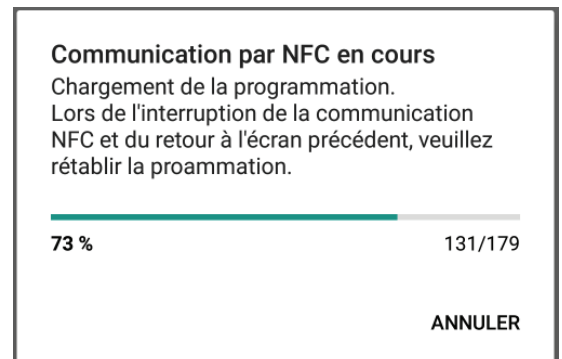 Communication par NFC en cours
Chargement de la programmation.
Lors de l'interruption de la communication
NFC et du retour à l'écran précédent, veuillez
rétablir la proammation.
73 % 131/179
ANNULER